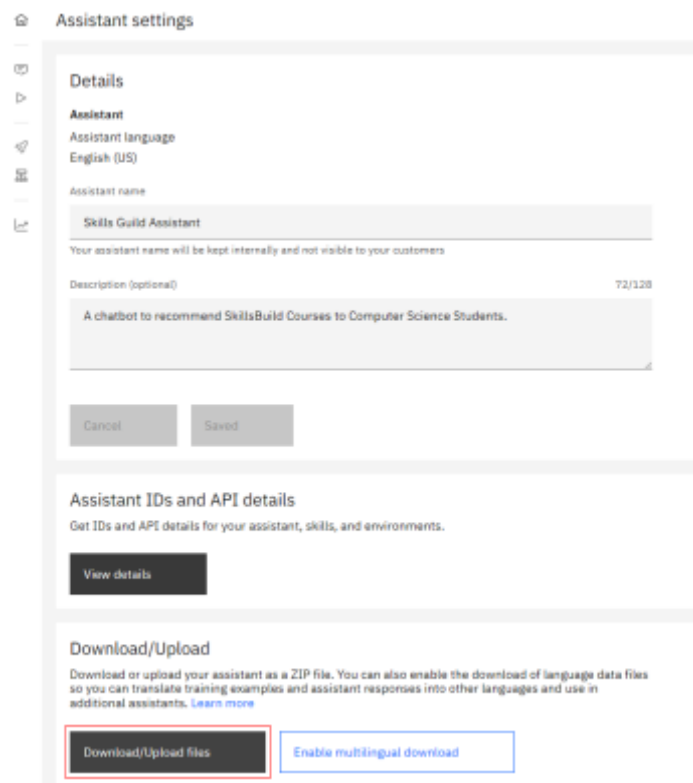 Assistant settings
Details
Assistant
Assistant language
English (US)
Assistant name
Skills Guild Assistant
Your assistant name will be kept internally and not visible to your customers
Description (optional) 72/128
A chatbot to recommend SkillsBuild Courses to Computer Science Students.
Cancel Saved
Assistant IDs and API details
Get IDs and API details for your assistant, skills, and environments.
View details
Download/Upload
Download or upload your assistant as a ZIP file. You can also enable the download of language data files
so you can translate training examples and assistant responses into other languages and use in
additional assistants. Learn more
Download/Upload files Enable multilingual download